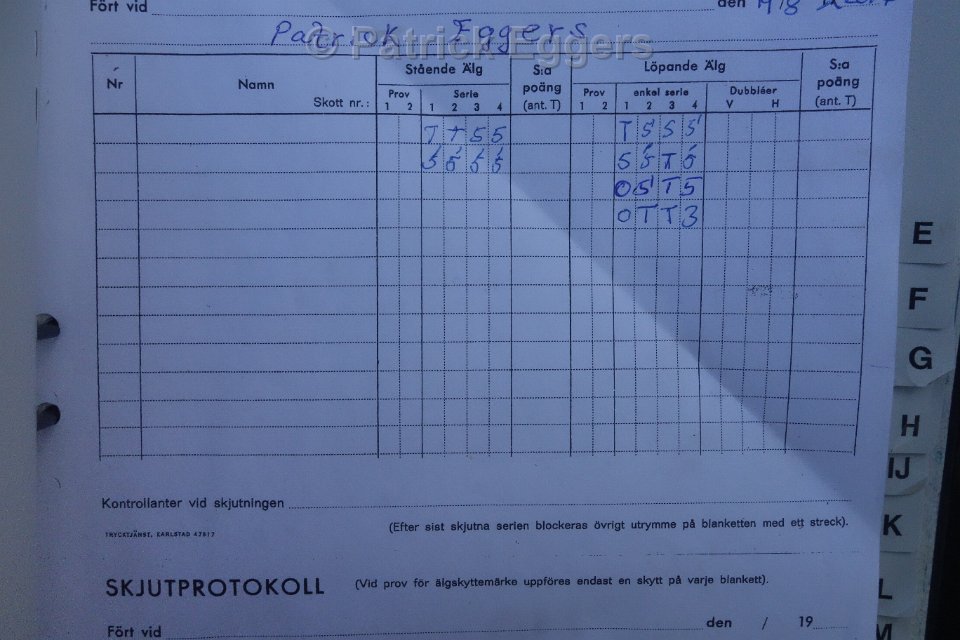 Fört vid den
Patrick Eggers
© Patrick Eggers
Nr Namn Skott nr.: Stående Älg S:a poäng (ant. T) Löpande Älg S:a poäng (ant. T)
Prov Serie Prov enkel serie Dubbléer
1 2 1 2 3 4 1 2 1 2 3 4 V H
T T 5 5 T 5 5 5
5 5 5 5 5 5 T 5
0 5 T 5
0 T T 3
Kontrollanter vid skjutningen
(Efter sist skjutna serien blockeras övrigt utrymme på blanketten med ett streck).
TRYCKTJÄNST, KARLSTAD
SKJUTPROTOKOLL (Vid prov för älgskyttemärke uppföres endast en skytt på varje blankett).
Fört vid den / 19
E
F
G
H
IJ
K
L
M